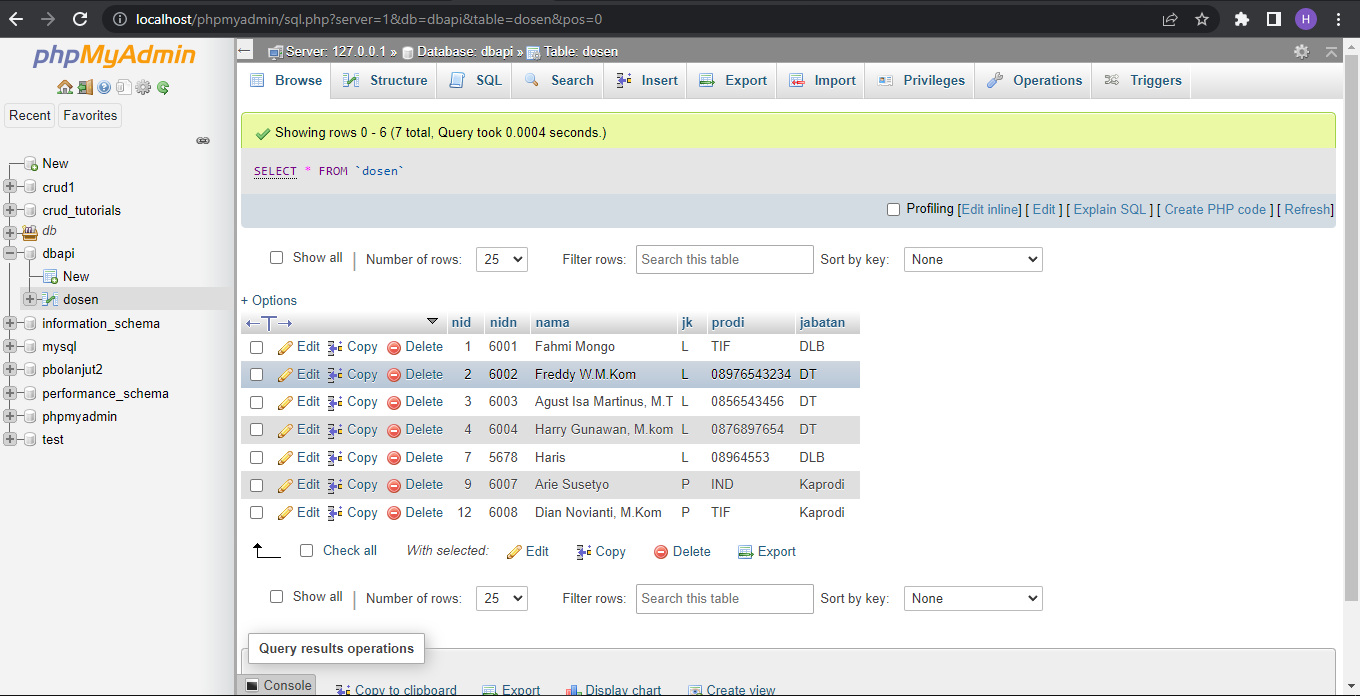 localhost/phpmyadmin/sql.php?server=1&db=dbapi&table=dosen&pos=0
H
phpMyAdmin
Recent Favorites
New
crud1
crud_tutorials
db
dbapi
New
dosen
information_schema
mysql
pbolanjut2
performance_schema
phpmyadmin
test
Server: 127.0.0.1 » Database: dbapi » Table: dosen
Browse Structure SQL Search Insert Export Import Privileges Operations Triggers
Showing rows 0 - 6 (7 total, Query took 0.0004 seconds.)
SELECT * FROM `dosen`
Profiling [Edit inline] [ Edit ] [ Explain SQL ] [ Create PHP code ] [ Refresh]
Show all | Number of rows: 25 Filter rows: Search this table Sort by key: None
+ Options
←T→ nid nidn nama jk prodi jabatan
Edit Copy Delete 1 6001 Fahmi Mongo L TIF DLB
Edit Copy Delete 2 6002 Freddy W.M.Kom L 08976543234 DT
Edit Copy Delete 3 6003 Agust Isa Martinus, M.T L 0856543456 DT
Edit Copy Delete 4 6004 Harry Gunawan, M.kom L 0876897654 DT
Edit Copy Delete 7 5678 Haris L 08964553 DLB
Edit Copy Delete 9 6007 Arie Susetyo P IND Kaprodi
Edit Copy Delete 12 6008 Dian Novianti, M.Kom P TIF Kaprodi
Check all With selected: Edit Copy Delete Export
Show all | Number of rows: 25 Filter rows: Search this table Sort by key: None
Query results operations
Console Copy to clipboard Export Display chart Create view